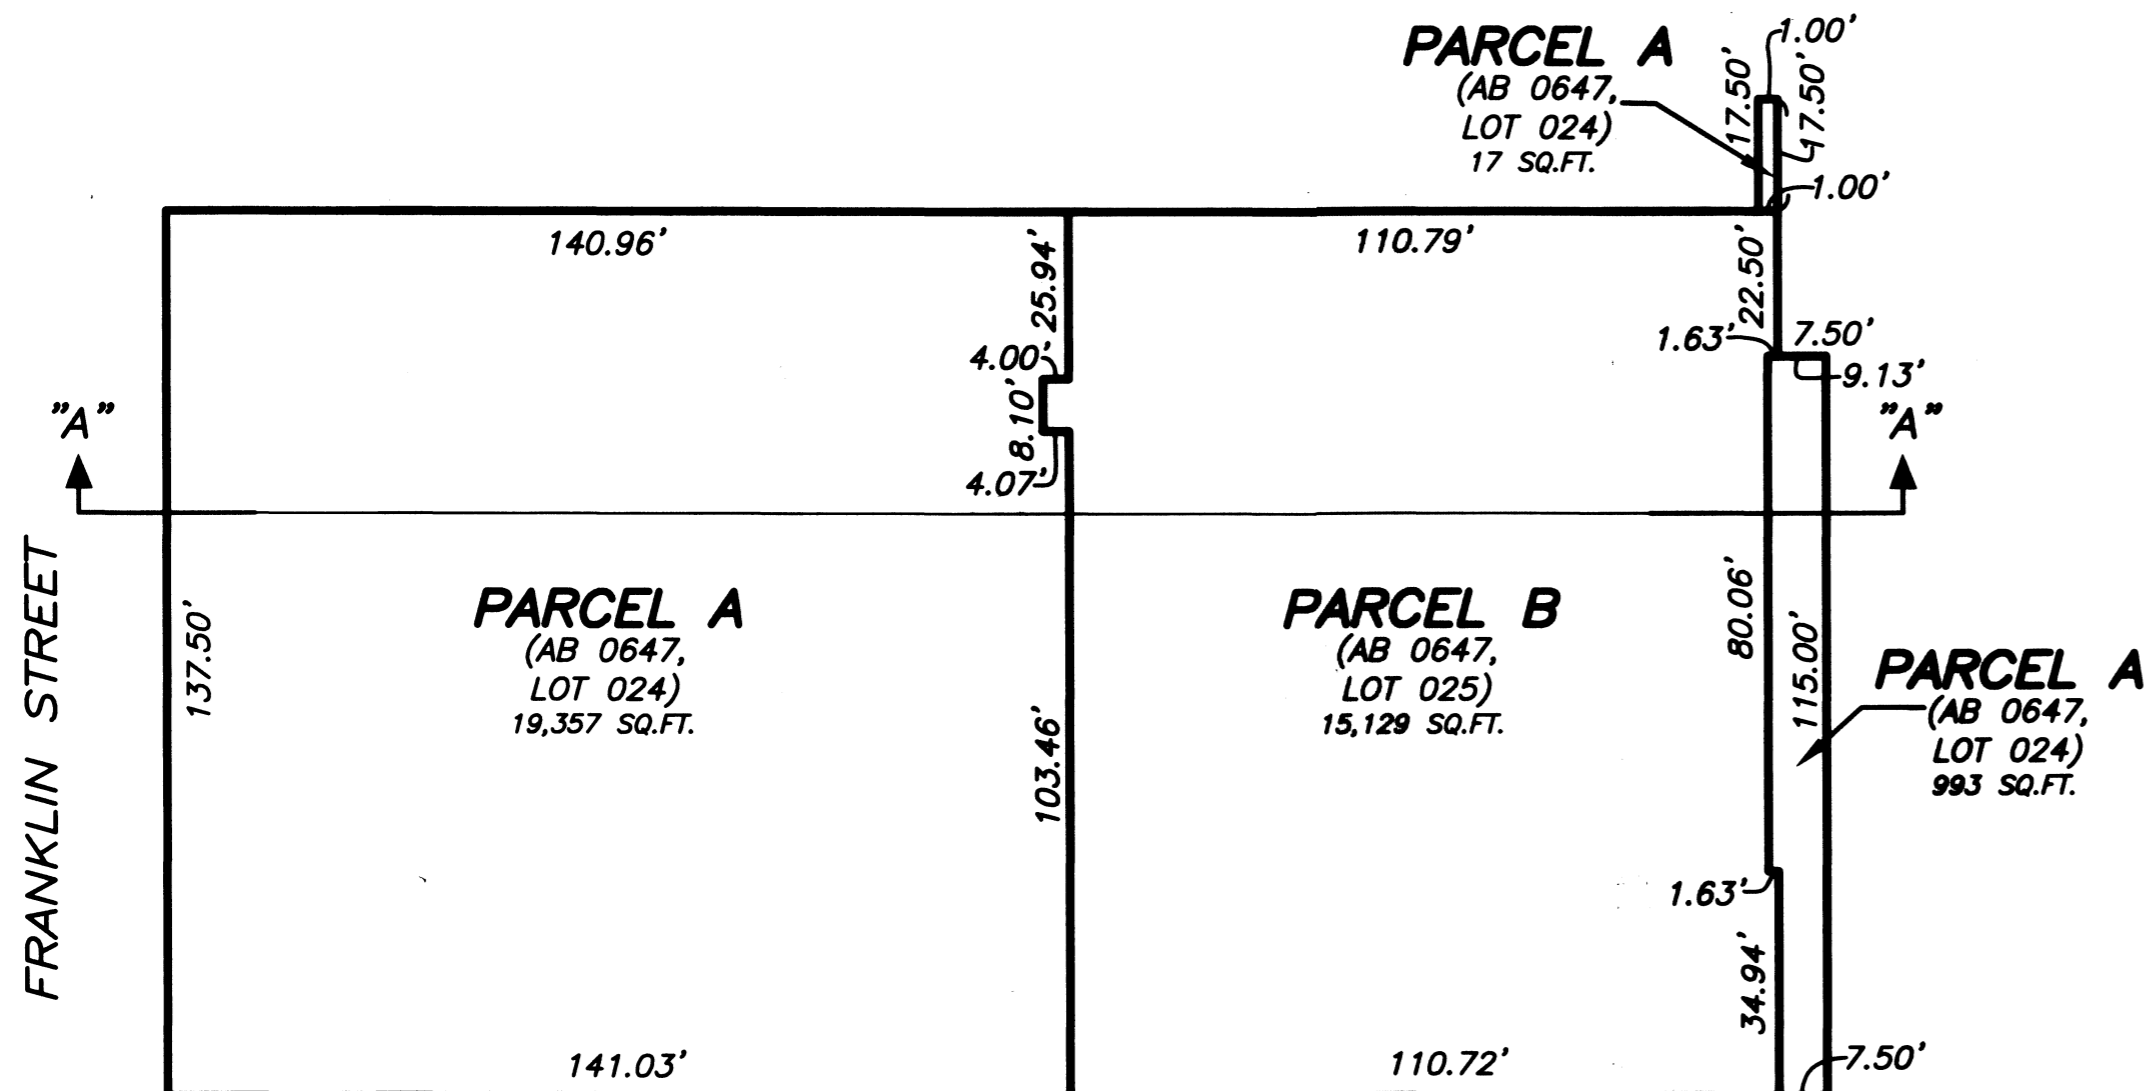 PARCEL A
(AB 0647,
LOT 024)
17 SQ.FT.
1.00'
17.50'
17.50'
1.00'
140.96'
110.79'
25.94'
22.50'
4.00'
8.10'
4.07'
1.63'
7.50'
9.13'
"A"
"A"
FRANKLIN STREET
137.50'
PARCEL A
(AB 0647,
LOT 024)
19,357 SQ.FT.
103.46'
PARCEL B
(AB 0647,
LOT 025)
15,129 SQ.FT.
80.06'
115.00'
PARCEL A
(AB 0647,
LOT 024)
993 SQ.FT.
1.63'
34.94'
141.03'
110.72'
7.50'